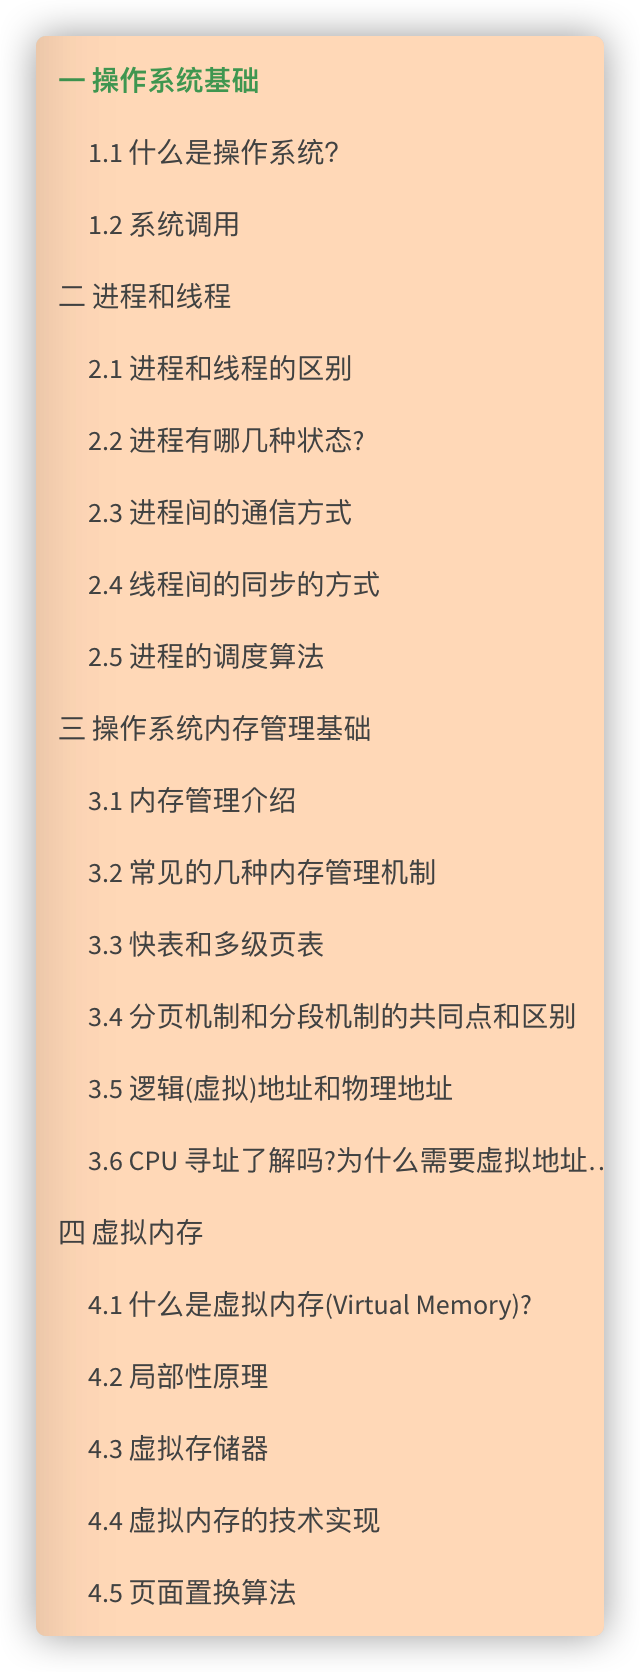 一 操作系统基础
1.1 什么是操作系统?
1.2 系统调用
二 进程和线程
2.1 进程和线程的区别
2.2 进程有哪几种状态?
2.3 进程间的通信方式
2.4 线程间的同步的方式
2.5 进程的调度算法
三 操作系统内存管理基础
3.1 内存管理介绍
3.2 常见的几种内存管理机制
3.3 快表和多级页表
3.4 分页机制和分段机制的共同点和区别
3.5 逻辑(虚拟)地址和物理地址
3.6 CPU 寻址了解吗?为什么需要虚拟地址…
四 虚拟内存
4.1 什么是虚拟内存(Virtual Memory)?
4.2 局部性原理
4.3 虚拟存储器
4.4 虚拟内存的技术实现
4.5 页面置换算法